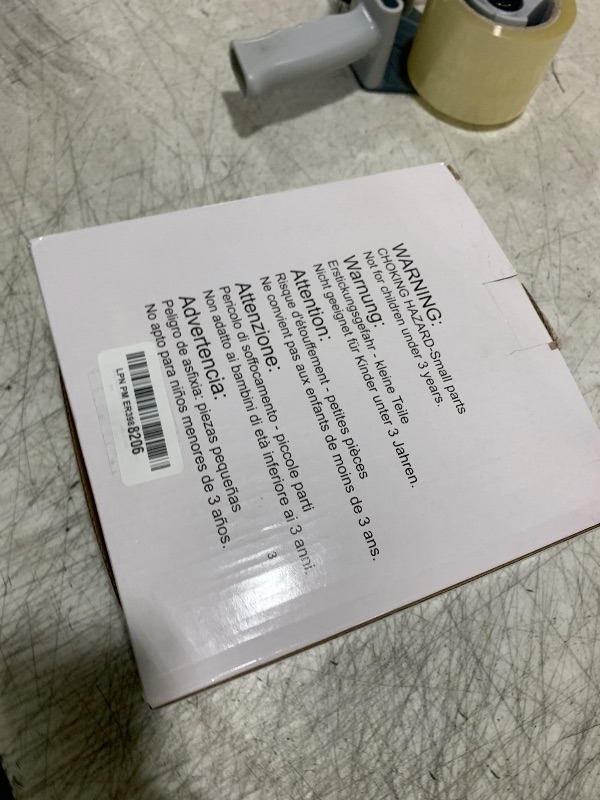 WARNING:
CHOKING HAZARD-Small parts
Not for children under 3 years.
Warnung:
Erstickungsgefahr - kleine Teile
Nicht geeignet für Kinder unter 3 Jahren.
Attention:
Risque d'étouffement - petites pièces
Ne convient pas aux enfants de moins de 3 ans.
Attenzione:
Pericolo di soffocamento - piccole parti
Non adatto ai bambini di età inferiore ai 3 anni.
3
Advertencia:
Peligro de asfixia: piezas pequeñas
No apto para niños menores de 3 años.
LPN PM ER3988206